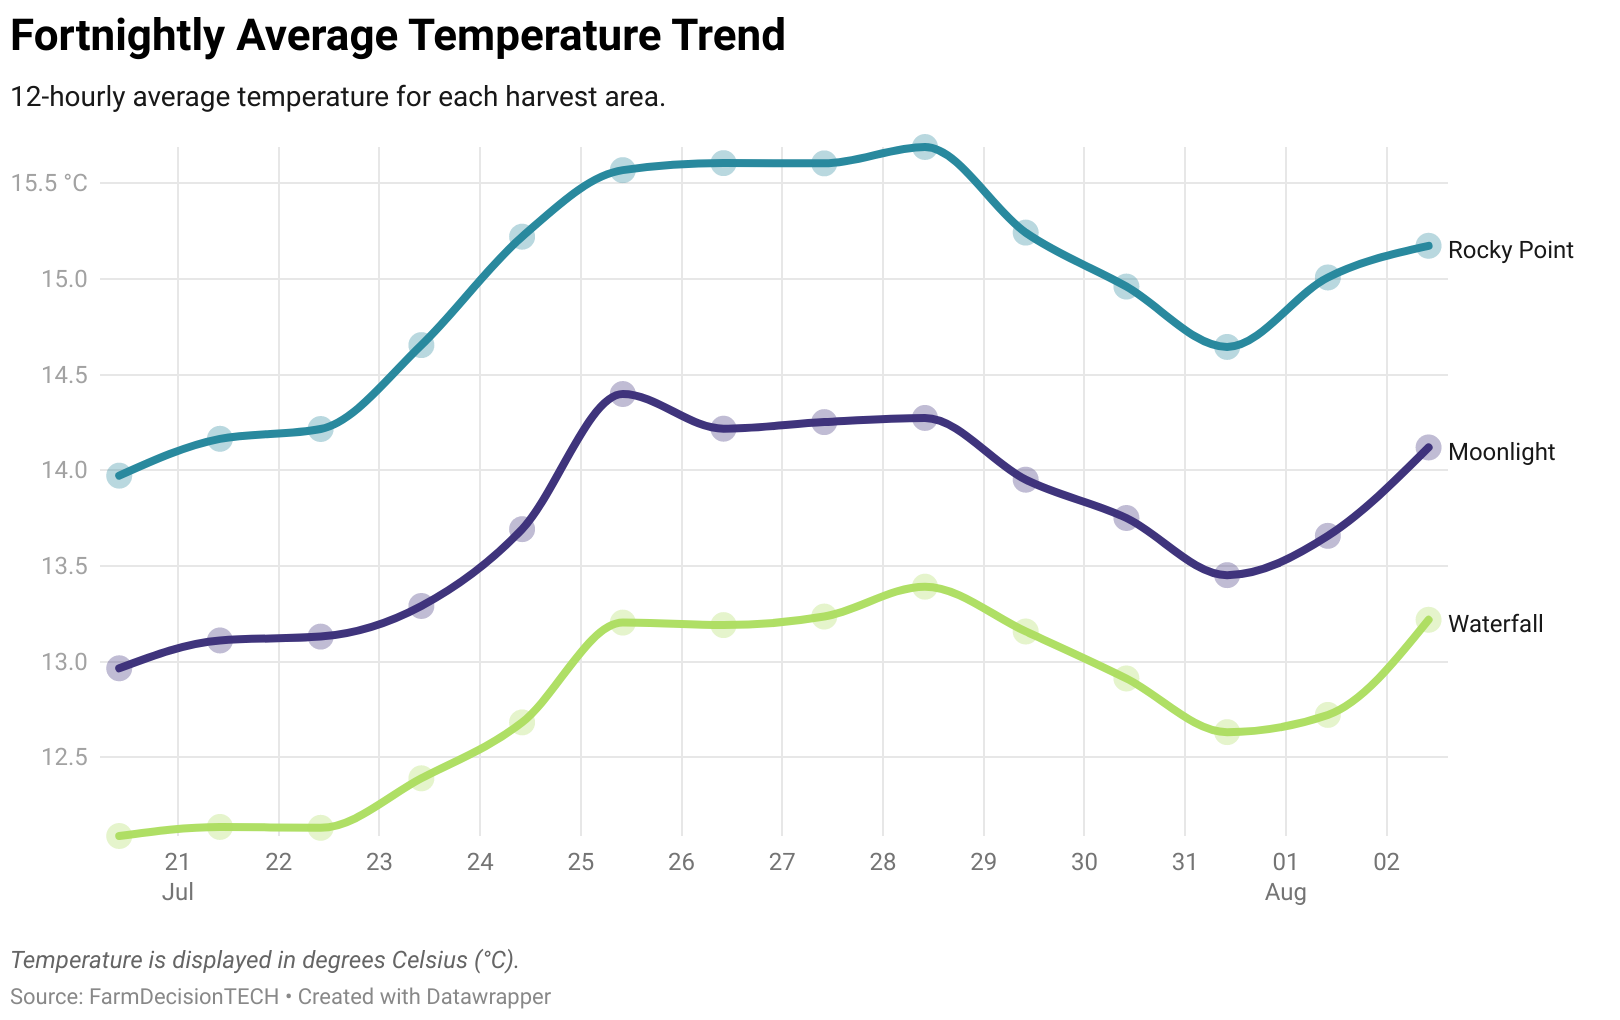 Fortnightly Average Temperature Trend
12-hourly average temperature for each harvest area.
15.5 °C
15.0
14.5
14.0
13.5
13.0
12.5
Rocky Point
Moonlight
Waterfall
21 22 23 24 25 26 27 28 29 30 31 01 02
Jul Aug
Temperature is displayed in degrees Celsius (°C).
Source: FarmDecisionTECH • Created with Datawrapper